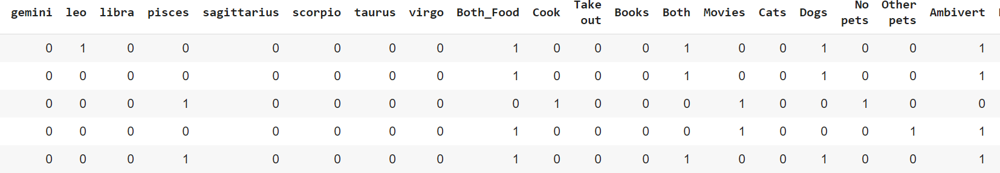 gemini leo libra pisces sagittarius scorpio taurus virgo Both_Food Cook Take out Books Both Movies Cats Dogs No pets Other pets Ambivert
0 1 0 0 0 0 0 0 1 0 0 0 1 0 0 1 0 0 1
0 0 0 0 0 0 0 0 1 0 0 0 1 0 0 1 0 0 1
0 0 0 1 0 0 0 0 0 1 0 0 0 1 0 0 1 0 0
0 0 0 0 0 0 0 0 1 0 0 0 0 1 0 0 0 1 1
0 0 0 1 0 0 0 0 1 0 0 0 1 0 0 1 0 0 1